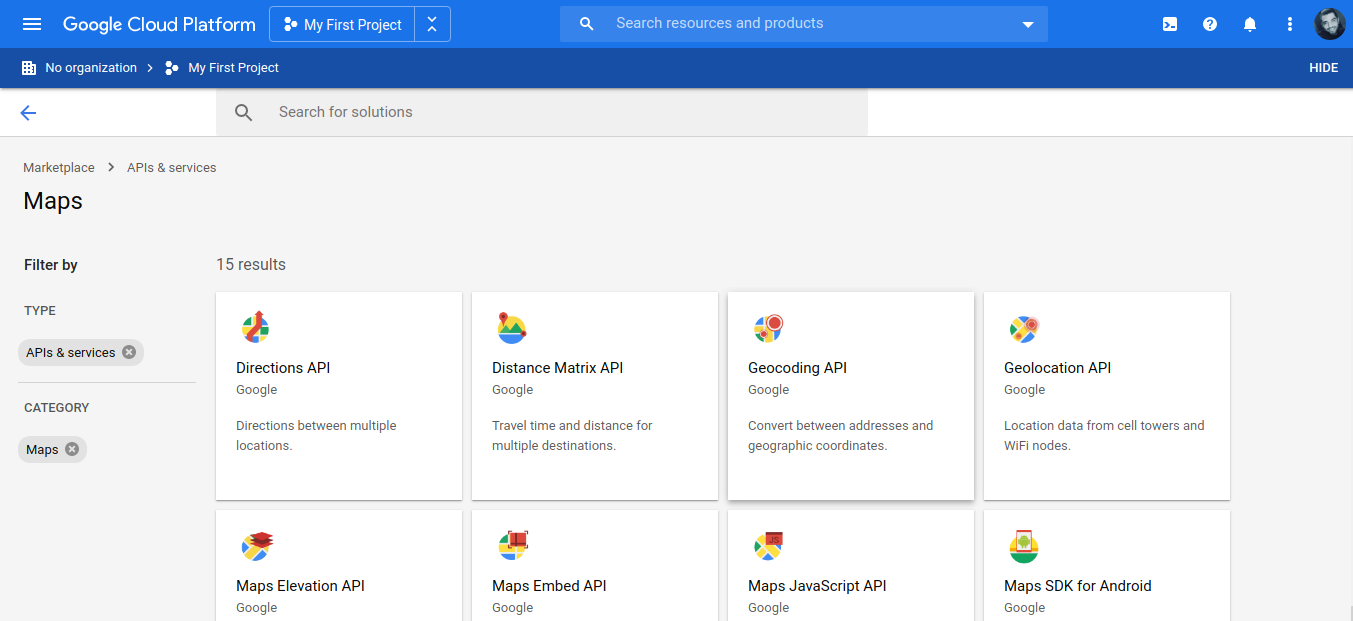 Google Cloud Platform
My First Project
Search resources and products
No organization
My First Project
HIDE
Search for solutions
Marketplace
APIs & services
Maps
Filter by
15 results
TYPE
APIs & services
CATEGORY
Maps
Directions API
Google
Directions between multiple
locations.
Distance Matrix API
Google
Travel time and distance for
multiple destinations.
Geocoding API
Google
Convert between addresses and
geographic coordinates.
Geolocation API
Google
Location data from cell towers and
WiFi nodes.
Maps Elevation API
Google
Maps Embed API
Google
JS
Maps JavaScript API
Google
Maps SDK for Android
Google